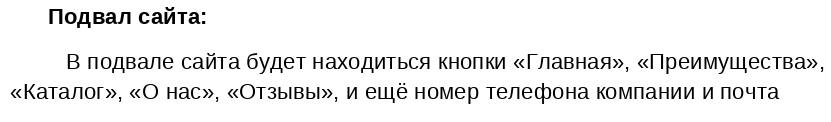 Подвал сайта:
В подвале сайта будет находиться кнопки «Главная», «Преимущества»,
«Каталог», «О нас», «Отзывы», и ещё номер телефона компании и почта